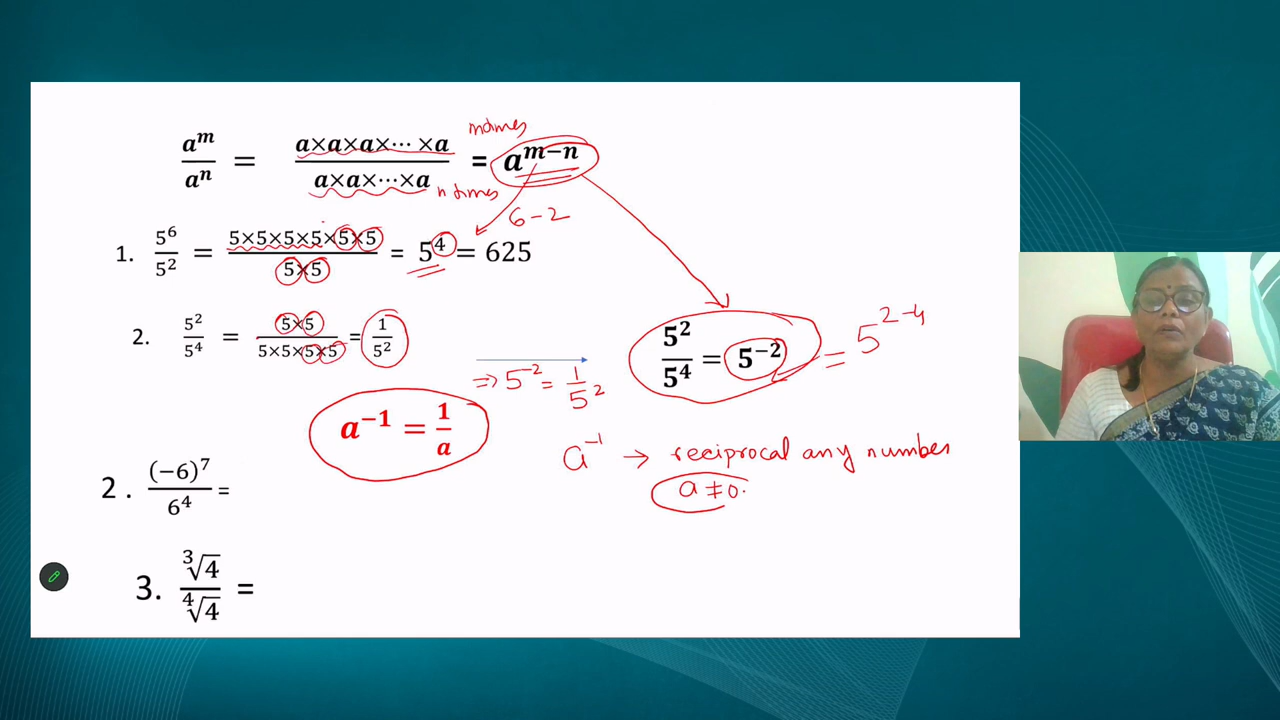 m times
a^m/a^n = (a×a×a×⋯ ×a)/(a×a×⋯×a) = a^(m−n)
n times
6-2
1. 5^6/5^2 = (5×5×5×5×5×5)/(5×5) = 5^4 = 625
2. 5^2/5^4 = (5×5)/(5×5×5×5) = 1/5^2
⇒ 5^-2 = 1/5^2
5^2/5^4 = 5^−2 = 5^(2-4)
a^−1 = 1/a
a^-1 → reciprocal any number
a ≠ 0.
2 . (−6)^7/6^4 =
3. ∛4/∜4 =